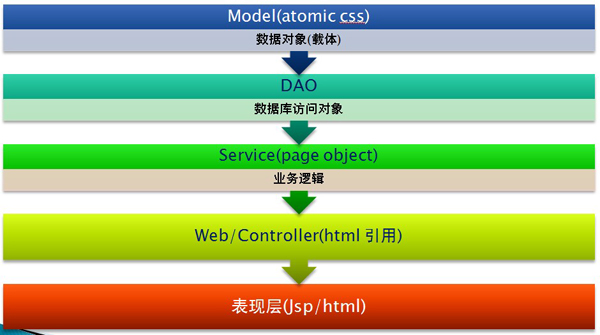 Model(atomic css)
数据对象(载体)
DAO
数据库访问对象
Service(page object)
业务逻辑
Web/Controller(html 引用)
表现层(Jsp/html)